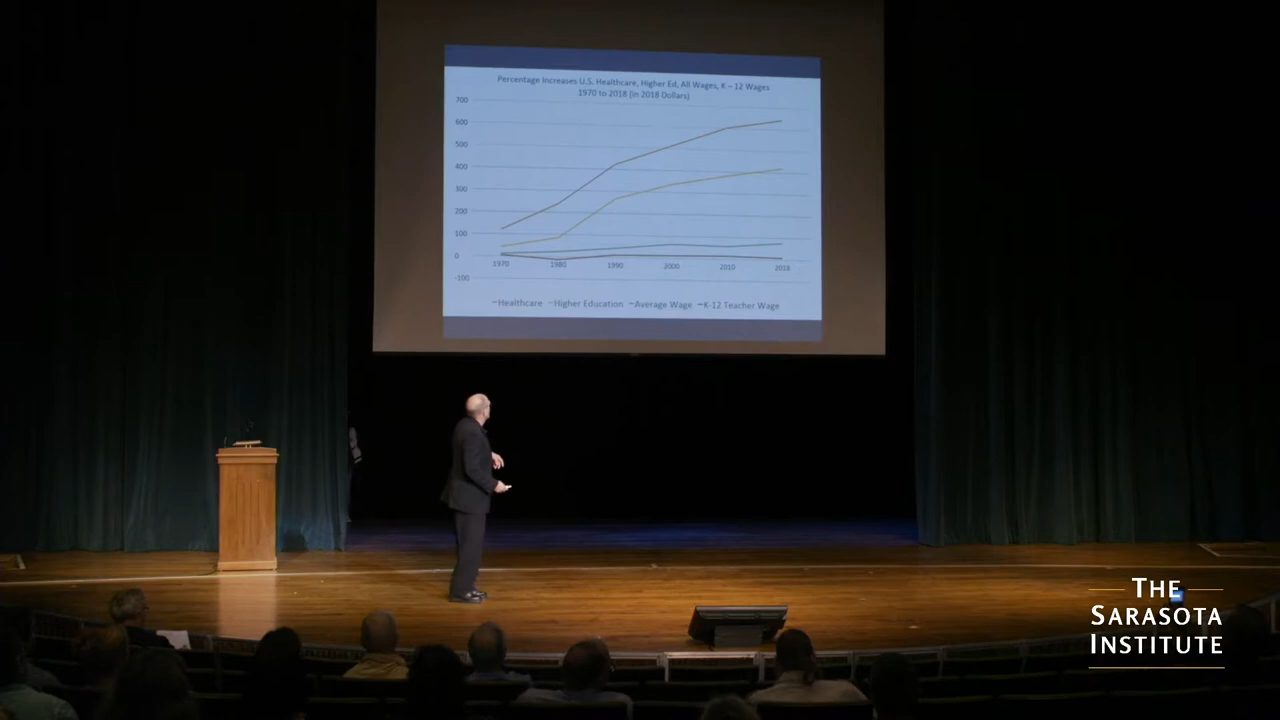 Percentage Increases U.S. Healthcare, Higher Ed, All Wages, K – 12 Wages
1970 to 2018 (in 2018 Dollars)
700
600
500
400
300
200
100
0
-100
1970 1980 1990 2000 2010 2018
Healthcare Higher Education Average Wage K-12 Teacher Wage
THE
SARASOTA
INSTITUTE